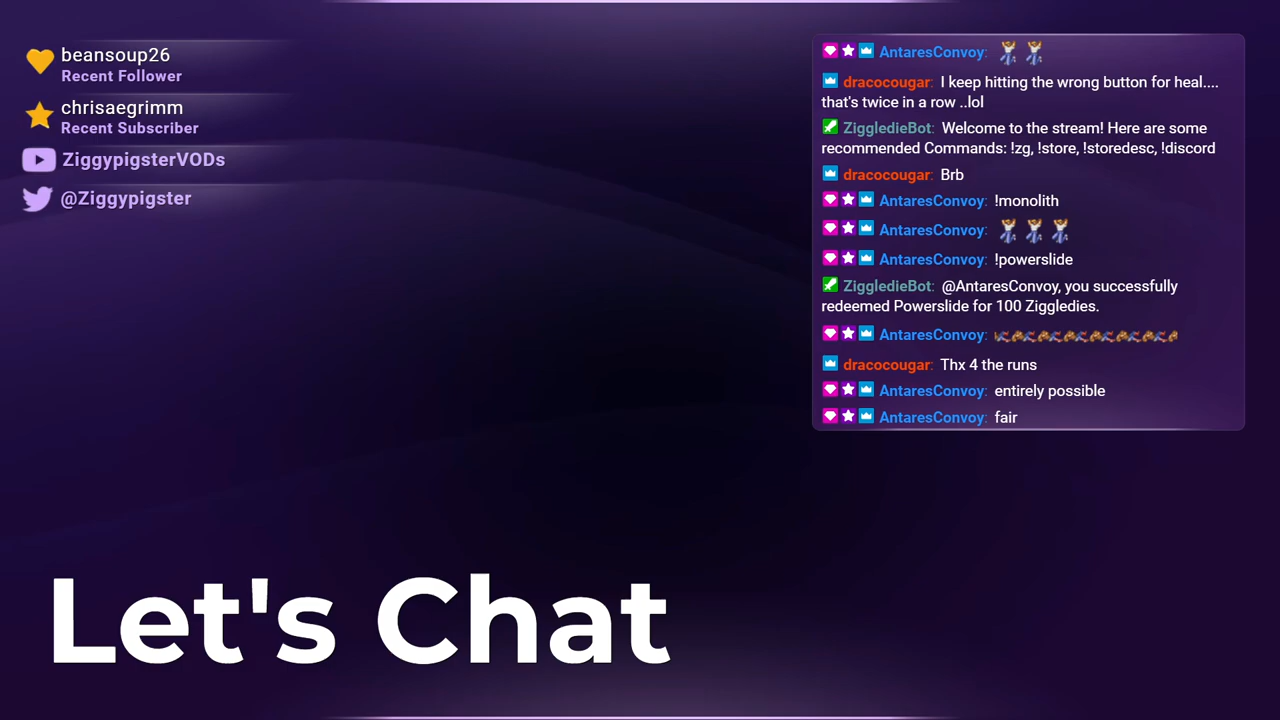 beansoup26
Recent Follower
chrisaegrimm
Recent Subscriber
ZiggypigsterVODs
@Ziggypigster
AntaresConvoy:
dracocougar: I keep hitting the wrong button for heal....
that's twice in a row ..lol
ZiggledieBot: Welcome to the stream! Here are some
recommended Commands: !zg, !store, !storedesc, !discord
dracocougar: Brb
AntaresConvoy: !monolith
AntaresConvoy:
AntaresConvoy: !powerslide
ZiggledieBot: @AntaresConvoy, you successfully
redeemed Powerslide for 100 Ziggledies.
AntaresConvoy:
dracocougar: Thx 4 the runs
AntaresConvoy: entirely possible
AntaresConvoy: fair
Let's Chat